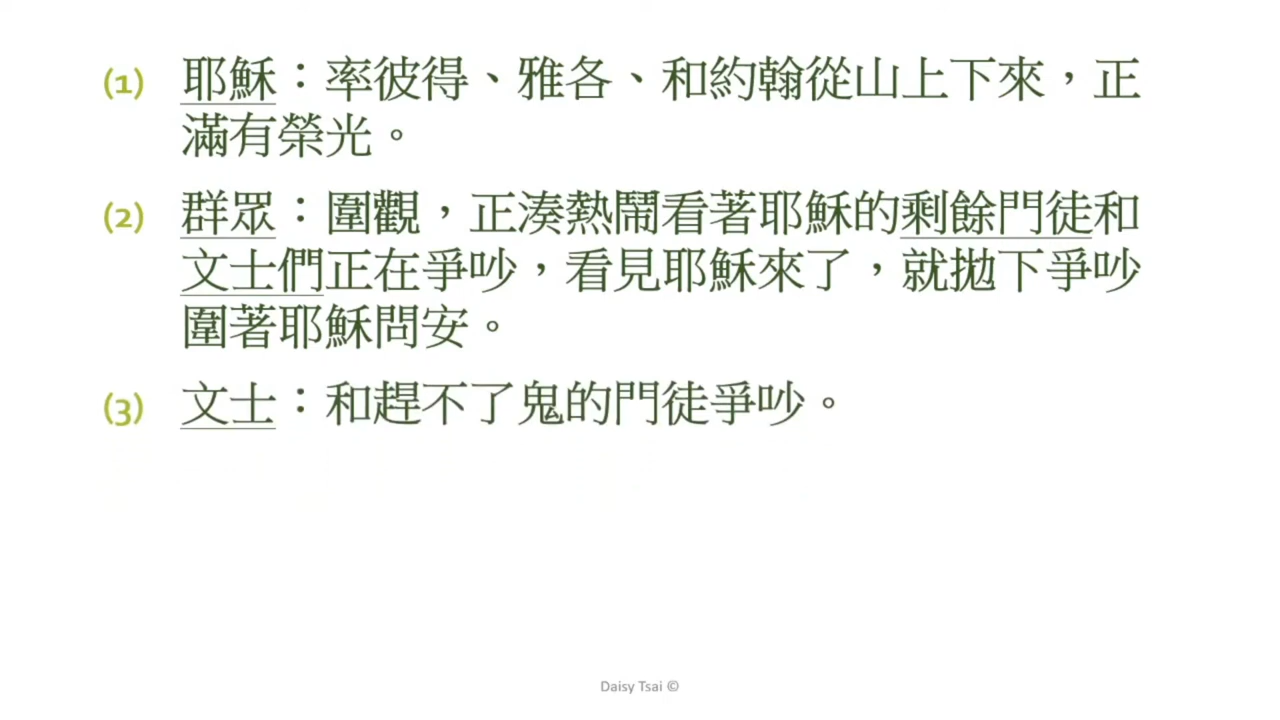 (1) 耶穌：率彼得、雅各、和約翰從山上下來，正
滿有榮光。
(2) 群眾：圍觀，正湊熱鬧看著耶穌的剩餘門徒和
文士們正在爭吵，看見耶穌來了，就拋下爭吵
圍著耶穌問安。
(3) 文士：和趕不了鬼的門徒爭吵。
Daisy Tsai ©